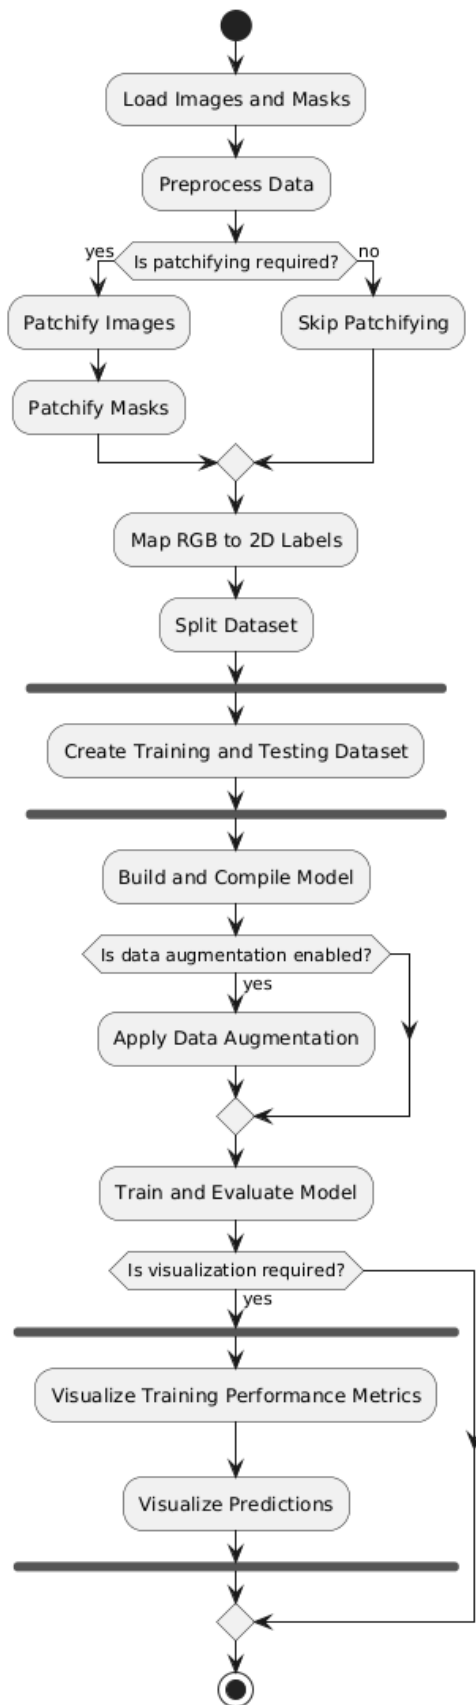 Load Images and Masks
Preprocess Data
yes
Is patchifying required?
no
Patchify Images
Skip Patchifying
Patchify Masks
Map RGB to 2D Labels
Split Dataset
Create Training and Testing Dataset
Build and Compile Model
Is data augmentation enabled?
yes
Apply Data Augmentation
Train and Evaluate Model
Is visualization required?
yes
Visualize Training Performance Metrics
Visualize Predictions